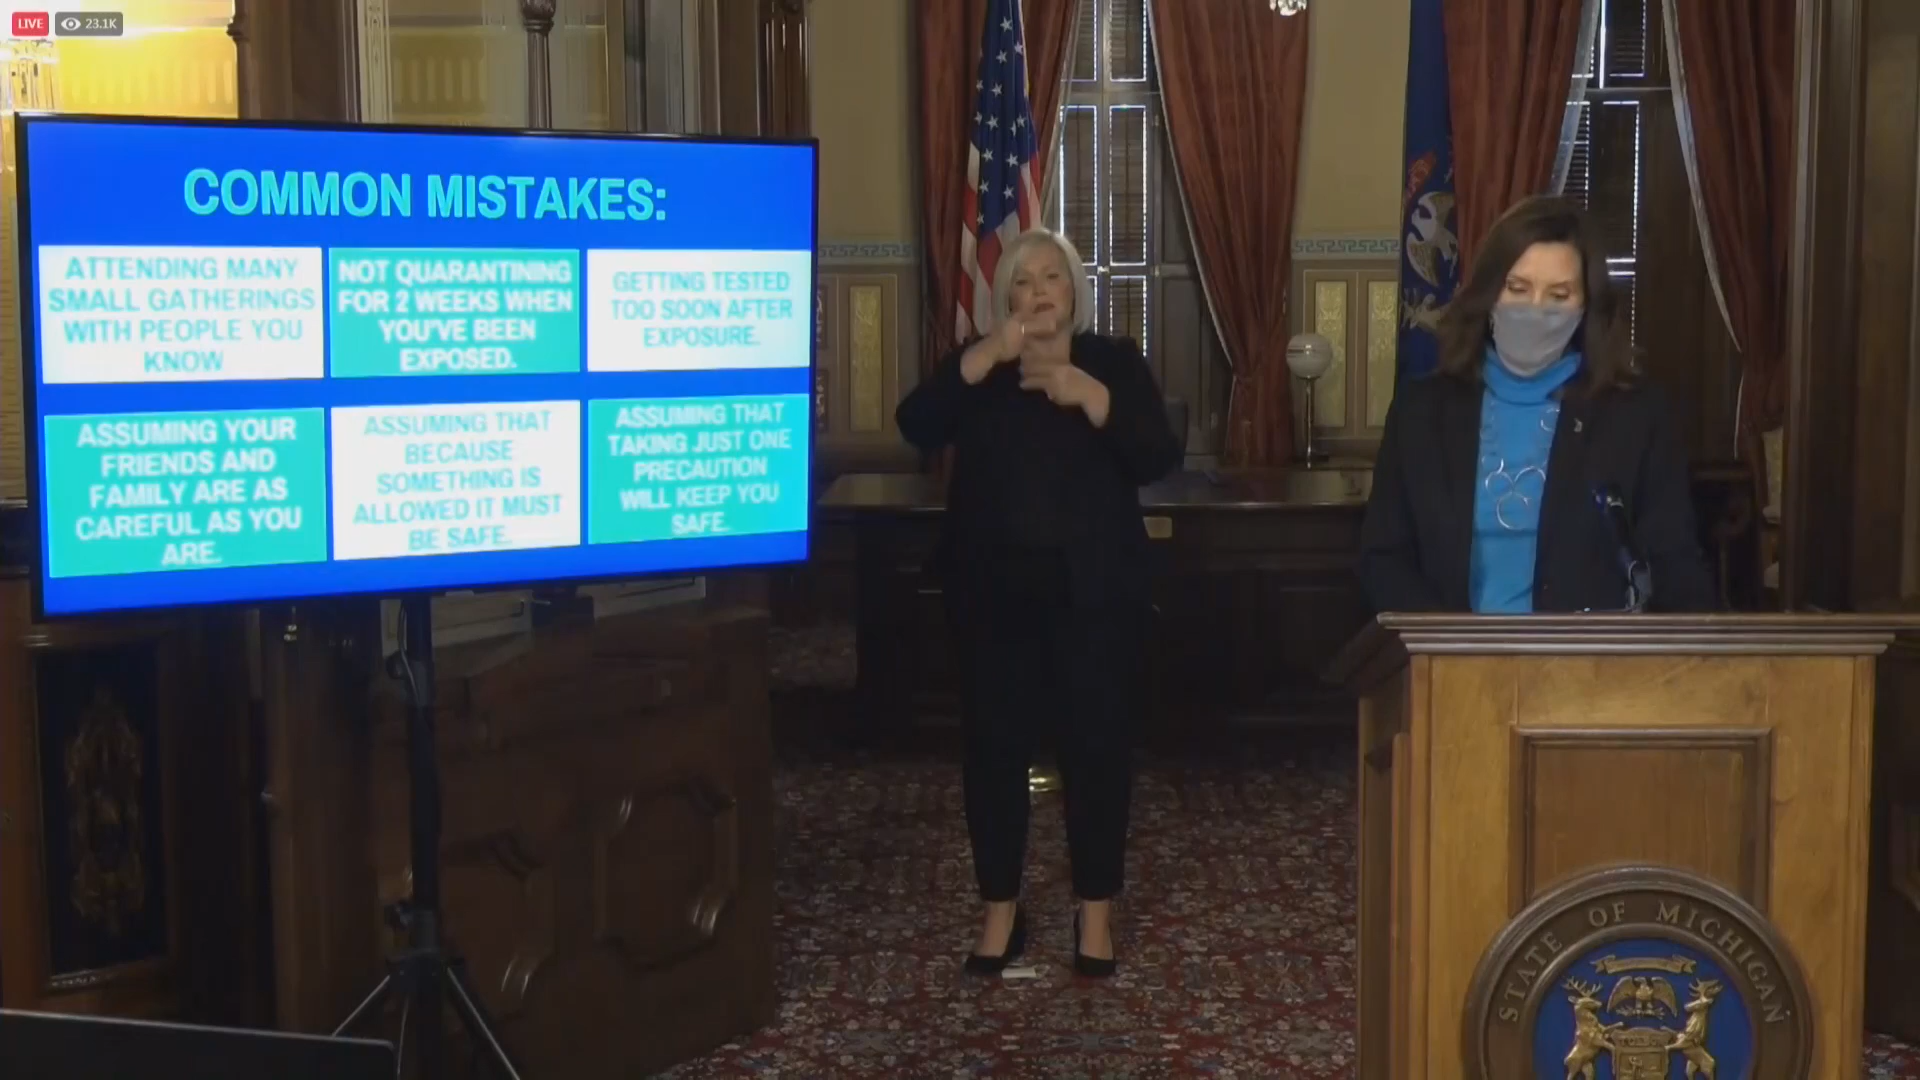 LIVE 23.1K
COMMON MISTAKES:
ATTENDING MANY
SMALL GATHERINGS
WITH PEOPLE YOU
KNOW
NOT QUARANTINING
FOR 2 WEEKS WHEN
YOU'VE BEEN
EXPOSED.
GETTING TESTED
TOO SOON AFTER
EXPOSURE.
ASSUMING YOUR
FRIENDS AND
FAMILY ARE AS
CAREFUL AS YOU
ARE.
ASSUMING THAT
BECAUSE
SOMETHING IS
ALLOWED IT MUST
BE SAFE.
ASSUMING THAT
TAKING JUST ONE
PRECAUTION
WILL KEEP YOU
SAFE.
STATE OF MICHIGAN